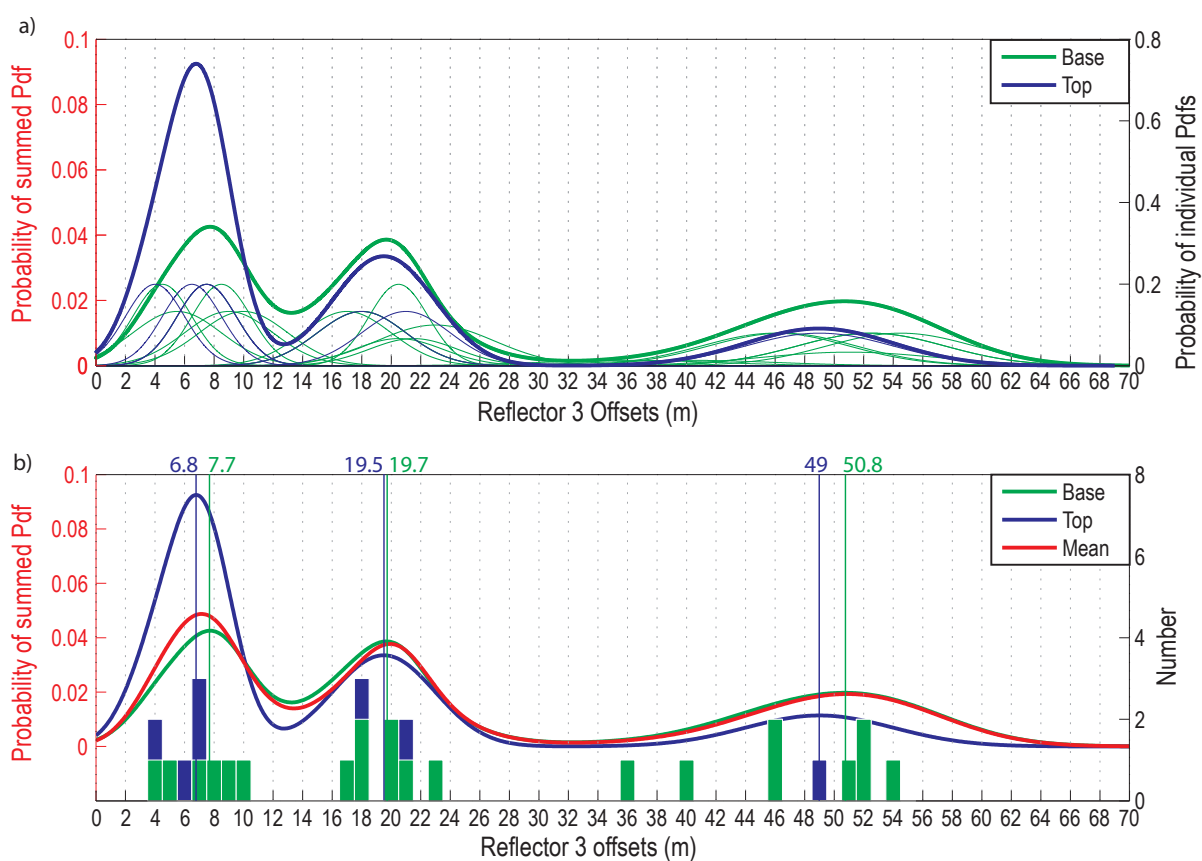 a)
0.1
0.08
0.06
0.04
0.02
0
Probability of summed Pdf
0.8
0.6
0.4
0.2
0
Probability of individual Pdfs
Base
Top
0 2 4 6 8 10 12 14 16 18 20 22 24 26 28 30 32 34 36 38 40 42 44 46 48 50 52 54 56 58 60 62 64 66 68 70
Reflector 3 Offsets (m)
b)
6.8 7.7 19.5 19.7 49 50.8
0.1
0.08
0.06
0.04
0.02
0
Probability of summed Pdf
8
6
4
2
0
Number
Base
Top
Mean
0 2 4 6 8 10 12 14 16 18 20 22 24 26 28 30 32 34 36 38 40 42 44 46 48 50 52 54 56 58 60 62 64 66 68 70
Reflector 3 offsets (m)